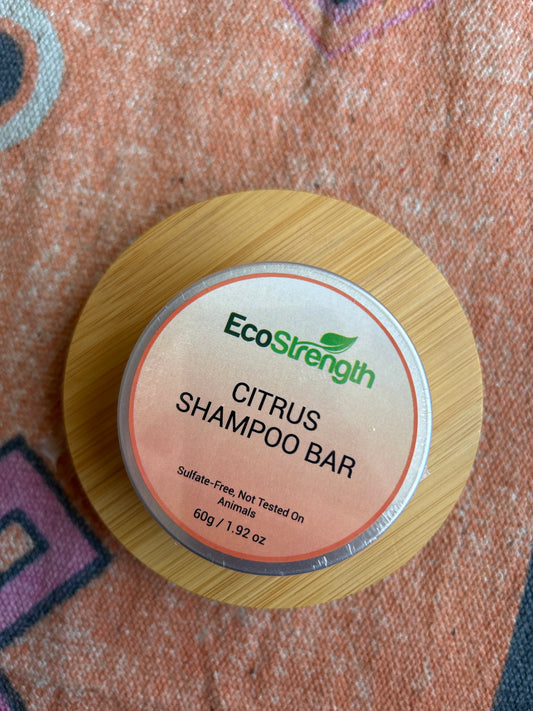 EcoStrength
CITRUS
SHAMPOO BAR
Sulfate-Free, Not Tested On
Animals
60g / 1.92 oz